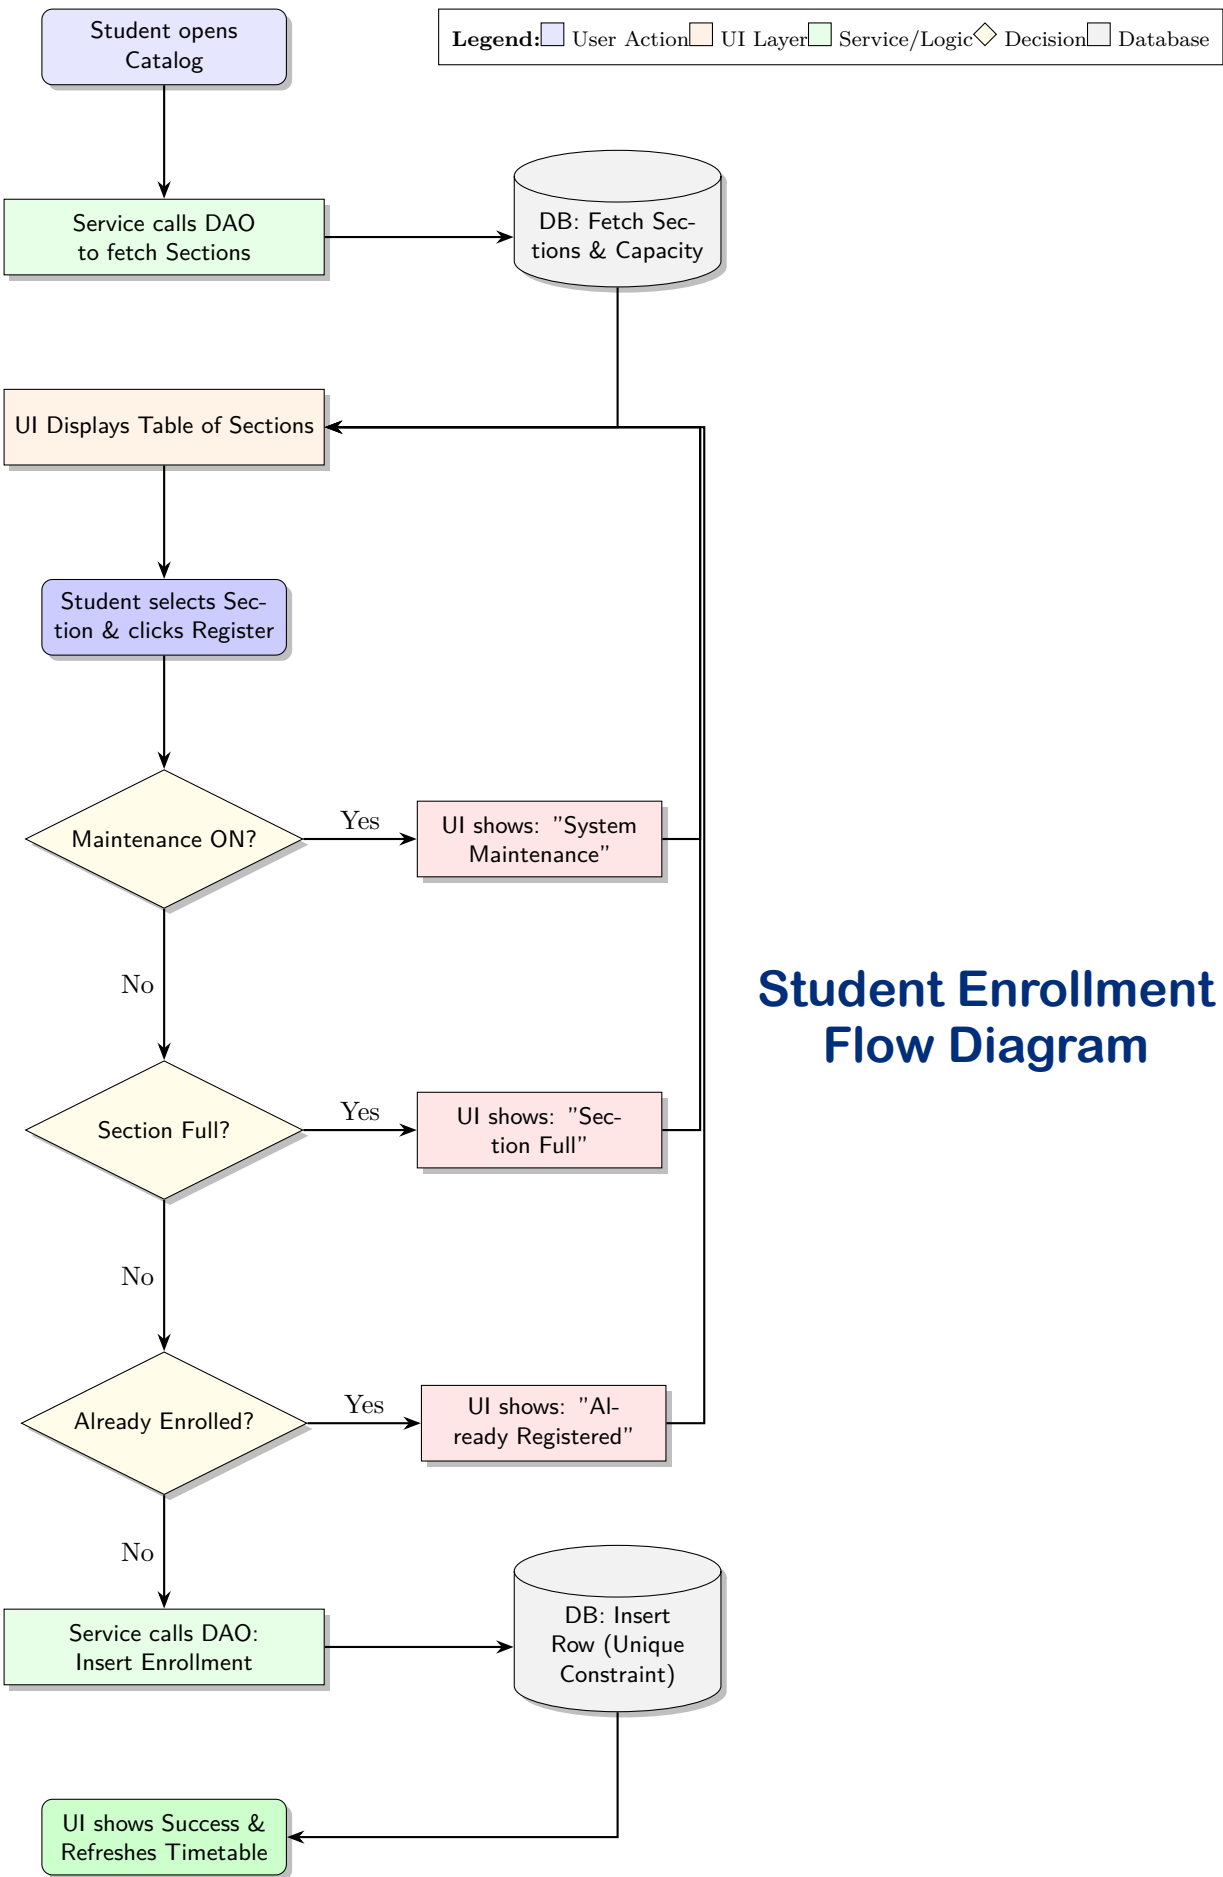 Student opens
Catalog
Legend: User Action UI Layer Service/Logic Decision Database
Service calls DAO
to fetch Sections
DB: Fetch Sec-
tions & Capacity
UI Displays Table of Sections
Student selects Sec-
tion & clicks Register
Maintenance ON?
Yes
UI shows: ”System
Maintenance”
No
Student Enrollment
Flow Diagram
Section Full?
Yes
UI shows: ”Sec-
tion Full”
No
Already Enrolled?
Yes
UI shows: ”Al-
ready Registered”
No
Service calls DAO:
Insert Enrollment
DB: Insert
Row (Unique
Constraint)
UI shows Success &
Refreshes Timetable